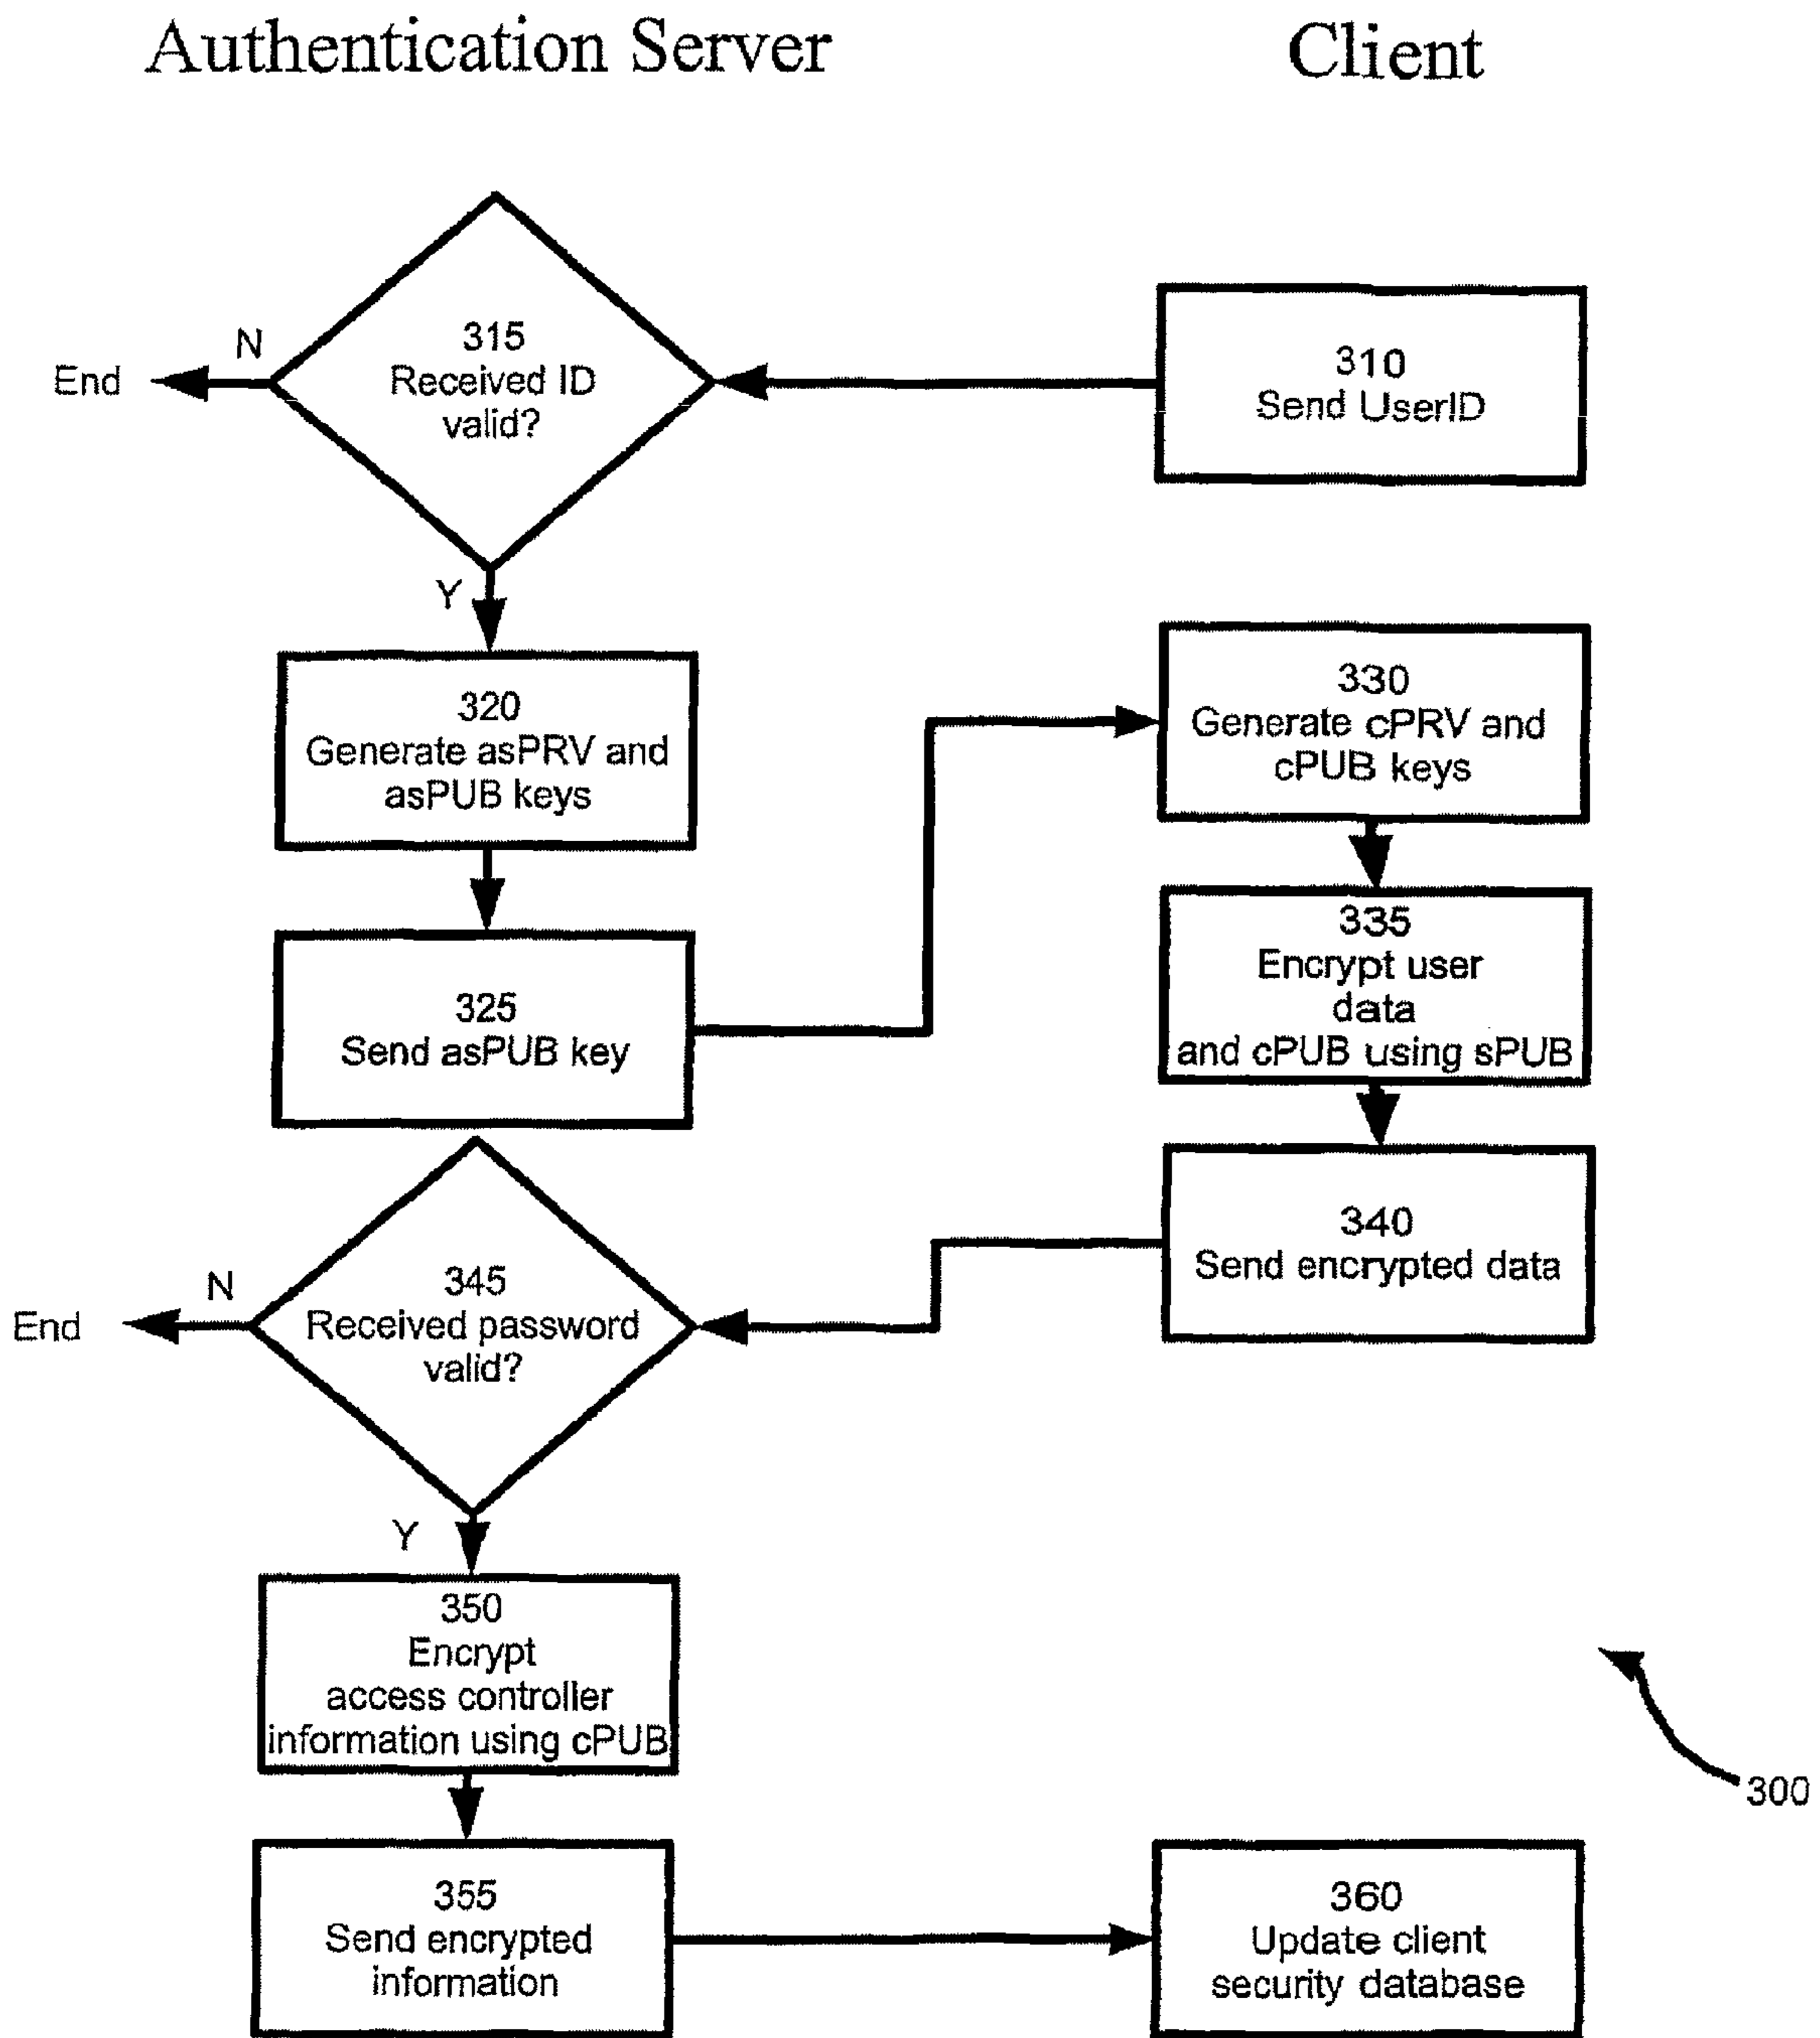 Authentication Server
Client
315
Received ID
valid?
N
End
Y
310
Send UserID
320
Generate asPRV and
asPUB keys
325
Send asPUB key
330
Generate cPRV and
cPUB keys
335
Encrypt user
data
and cPUB using sPUB
340
Send encrypted data
345
Received password
valid?
N
End
Y
350
Encrypt
access controller
information using cPUB
355
Send encrypted
information
360
Update client
security database
300